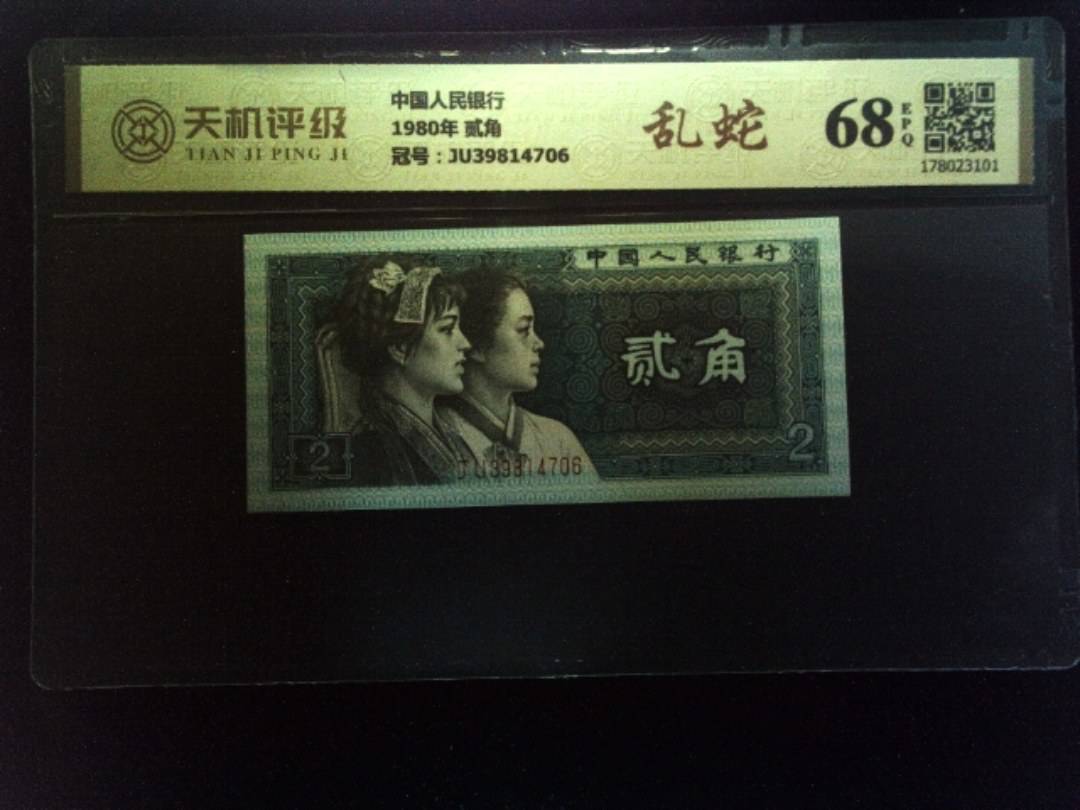 天机评级
TIAN JI PING JI
中国人民银行
1980年 贰角
冠号：JU39814706
乱蛇
68
EPQ
178023101
中国人民银行
贰角
2
2
JU39814706